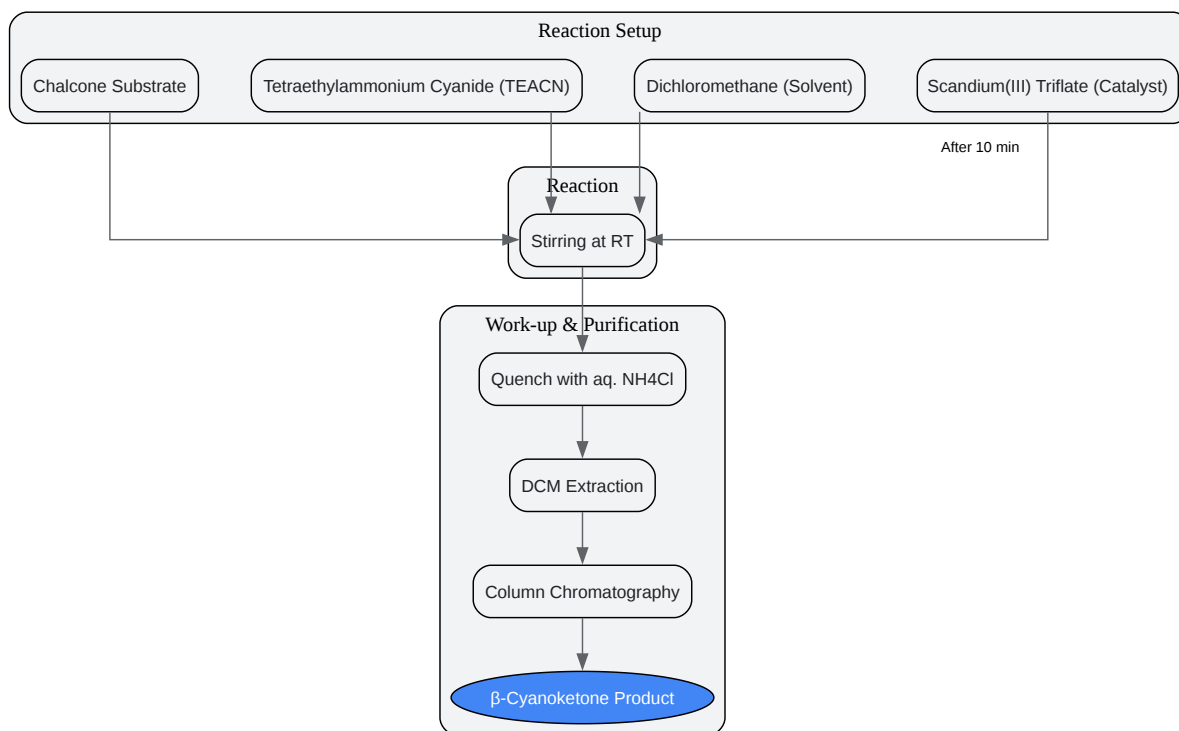 Reaction Setup
Chalcone Substrate
Tetraethylammonium Cyanide (TEACN)
Dichloromethane (Solvent)
Scandium(III) Triflate (Catalyst)
After 10 min
Reaction
Stirring at RT
Work-up & Purification
Quench with aq. NH4Cl
DCM Extraction
Column Chromatography
β-Cyanoketone Product